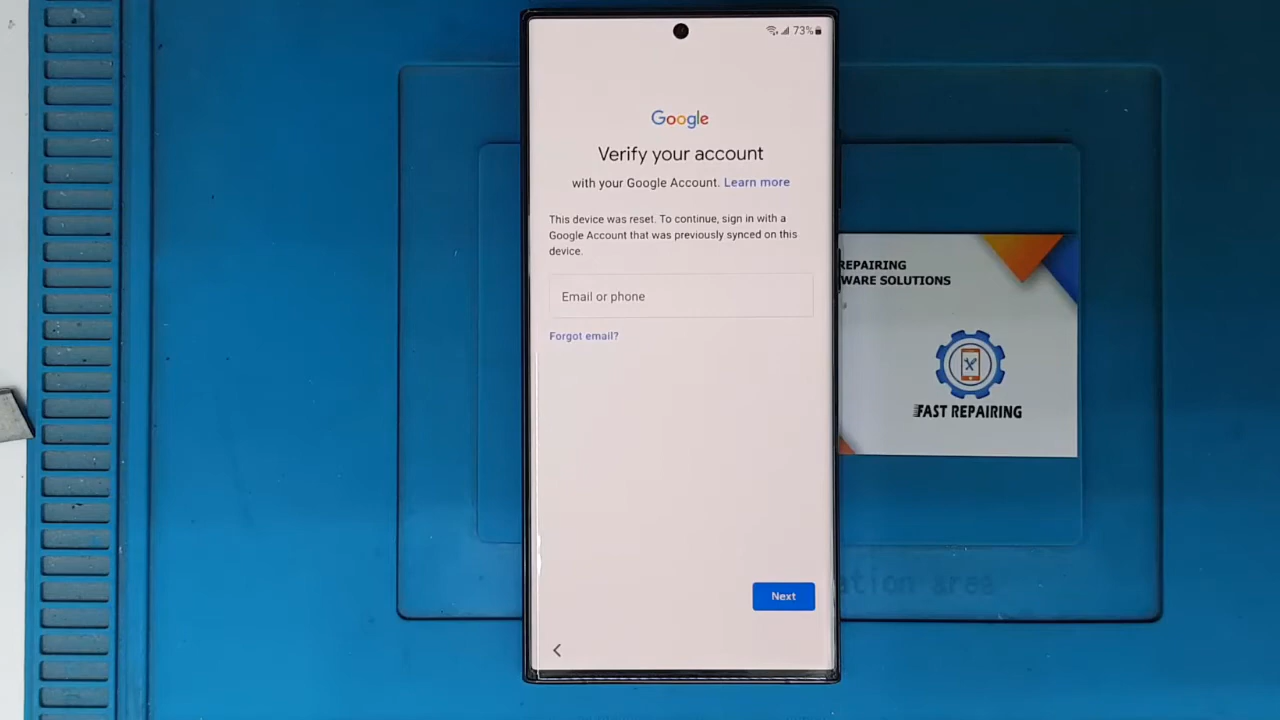 73%
Google
Verify your account
with your Google Account. Learn more
This device was reset. To continue, sign in with a
Google Account that was previously synced on this
device.
Email or phone
Forgot email?
Next
REPAIRING
WARE SOLUTIONS
FAST REPAIRING
area